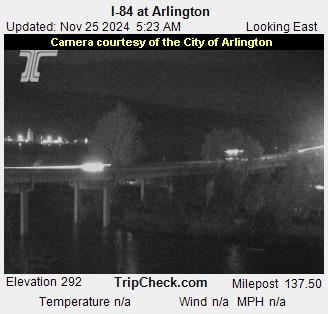 I-84 at Arlington
Updated: Nov 25 2024 5:23 AM Looking East
Camera courtesy of the City of Arlington
Elevation 292 TripCheck.com Milepost 137.50
Temperature n/a Wind n/a MPH n/a